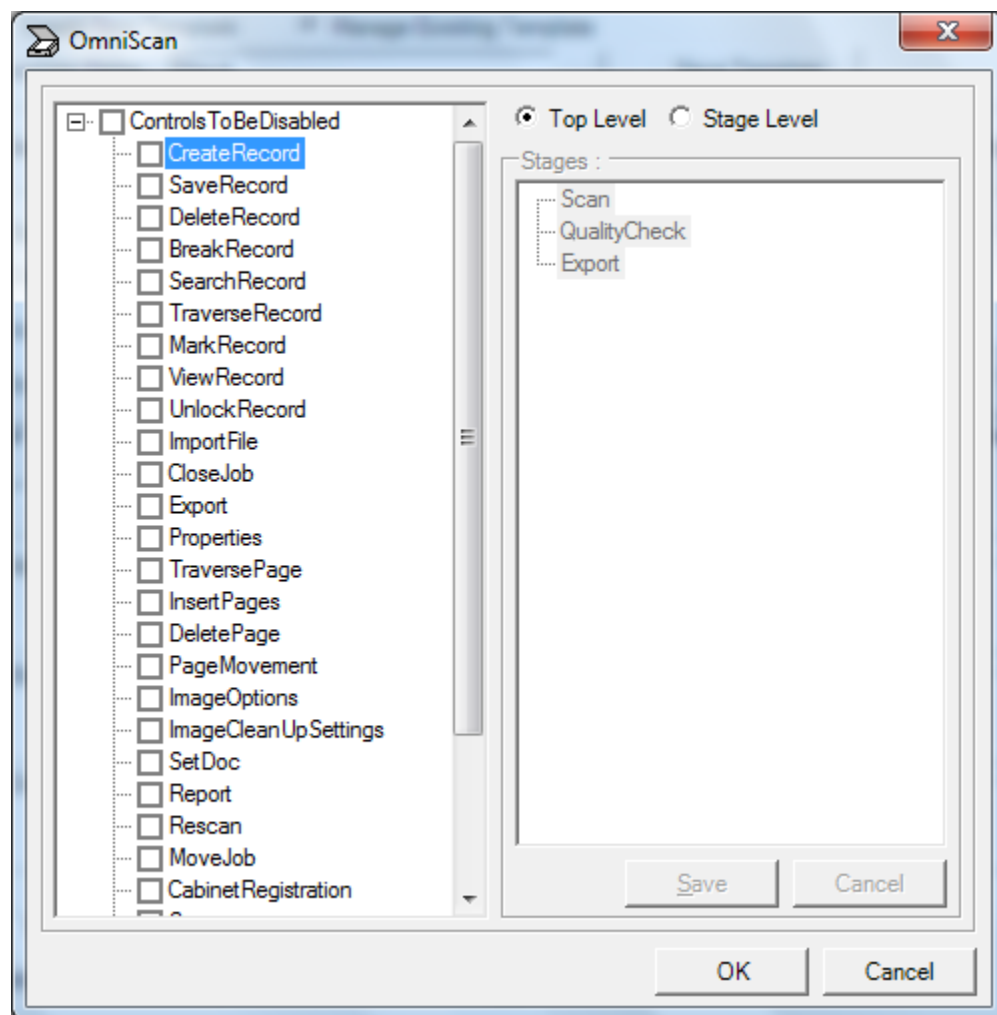 OmniScan
ControlsToBeDisabled
CreateRecord
SaveRecord
DeleteRecord
BreakRecord
SearchRecord
TraverseRecord
MarkRecord
ViewRecord
UnlockRecord
ImportFile
CloseJob
Export
Properties
TraversePage
InsertPages
DeletePage
PageMovement
ImageOptions
ImageCleanUpSettings
SetDoc
Report
Rescan
MoveJob
CabinetRegistration
Top Level Stage Level
Stages :
Scan
QualityCheck
Export
Save Cancel
OK Cancel